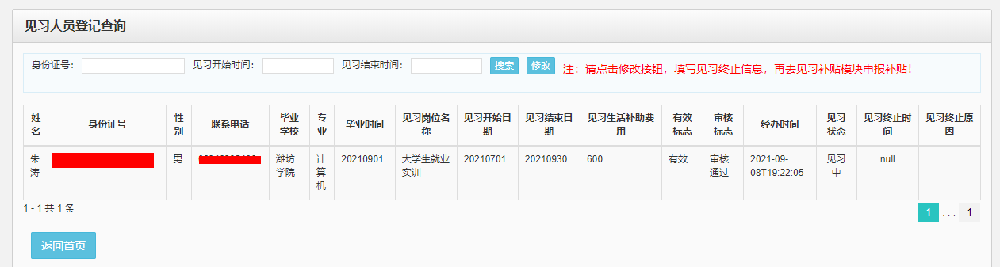 见习人员登记查询
身份证号： 见习开始时间： 见习结束时间： 搜索 修改 注：请点击修改按钮，填写见习终止信息，再去见习补贴模块申报补贴！
姓名 身份证号 性别 联系电话 毕业学校 专业 毕业时间 见习岗位名称 见习开始日期 见习结束日期 见习生活补助费用 有效标志 审核标志 经办时间 见习状态 见习终止时间 见习终止原因
朱涛 男 潍坊学院 计算机 20210901 大学生就业实训 20210701 20210930 600 有效 审核通过 2021-09-08T19:22:05 见习中 null
1 - 1 共 1 条
1 . . . 1
返回首页